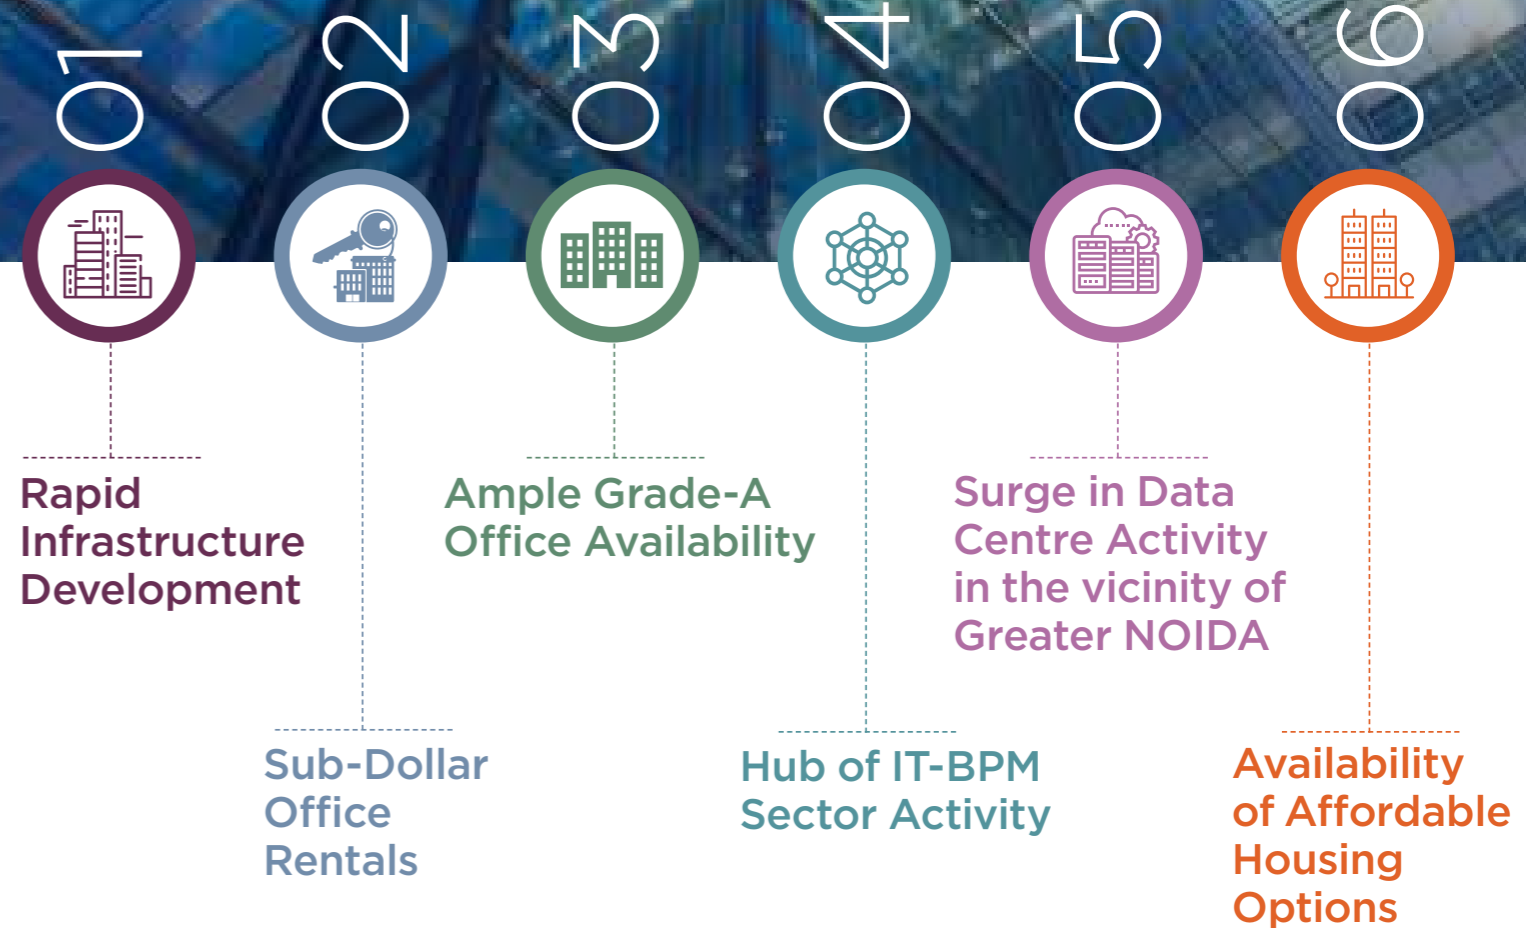 01
02
03
04
05
06
Rapid
Infrastructure
Development
Sub-Dollar
Office
Rentals
Ample Grade-A
Office Availability
Hub of IT-BPM
Sector Activity
Surge in Data
Centre Activity
in the vicinity of
Greater NOIDA
Availability
of Affordable
Housing
Options